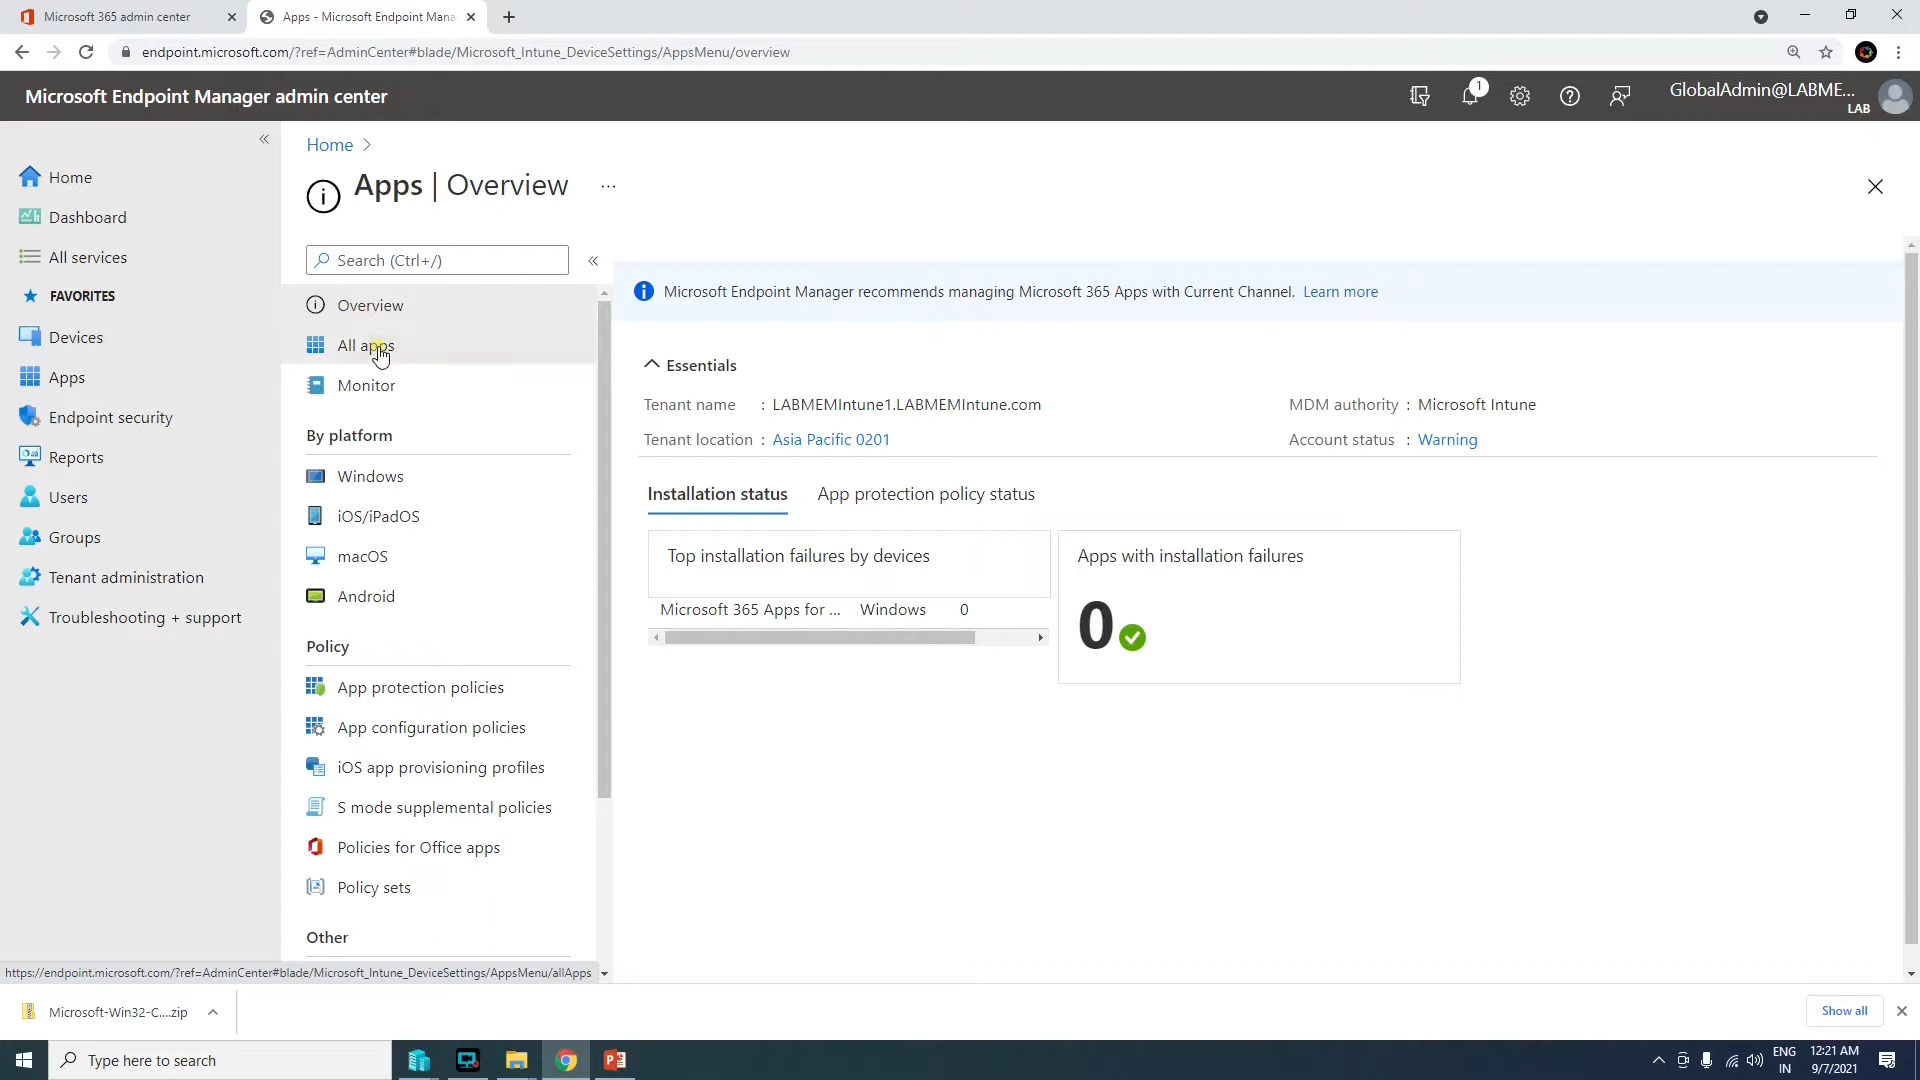 Microsoft 365 admin center
Apps - Microsoft Endpoint Mana
endpoint.microsoft.com/?ref=AdminCenter#blade/Microsoft_Intune_DeviceSettings/AppsMenu/overview
Microsoft Endpoint Manager admin center
1
GlobalAdmin@LABME...
LAB
Home
Dashboard
All services
FAVORITES
Devices
Apps
Endpoint security
Reports
Users
Groups
Tenant administration
Troubleshooting + support
Home >
Apps | Overview ...
Search (Ctrl+/)
Overview
All apps
Monitor
By platform
Windows
iOS/iPadOS
macOS
Android
Policy
App protection policies
App configuration policies
iOS app provisioning profiles
S mode supplemental policies
Policies for Office apps
Policy sets
Other
Microsoft Endpoint Manager recommends managing Microsoft 365 Apps with Current Channel. Learn more
Essentials
Tenant name : LABMEMIntune1.LABMEMIntune.com MDM authority : Microsoft Intune
Tenant location : Asia Pacific 0201 Account status : Warning
Installation status App protection policy status
Top installation failures by devices
Microsoft 365 Apps for ... Windows 0
Apps with installation failures
0
https://endpoint.microsoft.com/?ref=AdminCenter#blade/Microsoft_Intune_DeviceSettings/AppsMenu/allApps
Microsoft-Win32-C....zip
Show all
Type here to search
ENG
IN
12:21 AM
9/7/2021